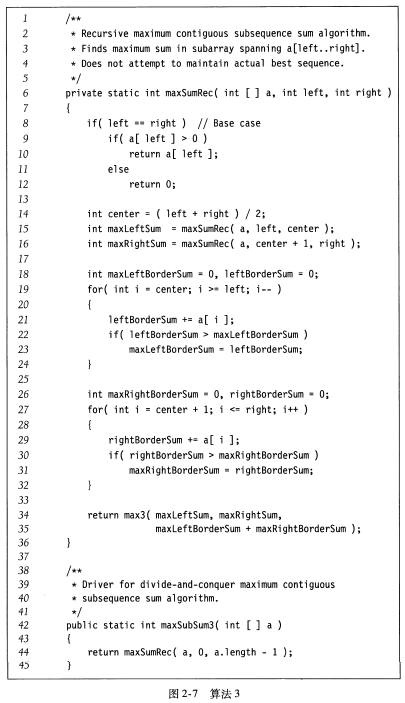 1 /**
2 * Recursive maximum contiguous subsequence sum algorithm.
3 * Finds maximum sum in subarray spanning a[left..right].
4 * Does not attempt to maintain actual best sequence.
5 */
6 private static int maxSumRec( int [ ] a, int left, int right )
7 {
8 if( left == right ) // Base case
9 if( a[ left ] > 0 )
10 return a[ left ];
11 else
12 return 0;
13
14 int center = ( left + right ) / 2;
15 int maxLeftSum = maxSumRec( a, left, center );
16 int maxRightSum = maxSumRec( a, center + 1, right );
17
18 int maxLeftBorderSum = 0, leftBorderSum = 0;
19 for( int i = center; i >= left; i-- )
20 {
21 leftBorderSum += a[ i ];
22 if( leftBorderSum > maxLeftBorderSum )
23 maxLeftBorderSum = leftBorderSum;
24 }
25
26 int maxRightBorderSum = 0, rightBorderSum = 0;
27 for( int i = center + 1; i <= right; i++ )
28 {
29 rightBorderSum += a[ i ];
30 if( rightBorderSum > maxRightBorderSum )
31 maxRightBorderSum = rightBorderSum;
32 }
33
34 return max3( maxLeftSum, maxRightSum,
35 maxLeftBorderSum + maxRightBorderSum );
36 }
37
38 /**
39 * Driver for divide-and-conquer maximum contiguous
40 * subsequence sum algorithm.
41 */
42 public static int maxSubSum3( int [ ] a )
43 {
44 return maxSumRec( a, 0, a.length - 1 );
45 }
图 2-7 算法 3